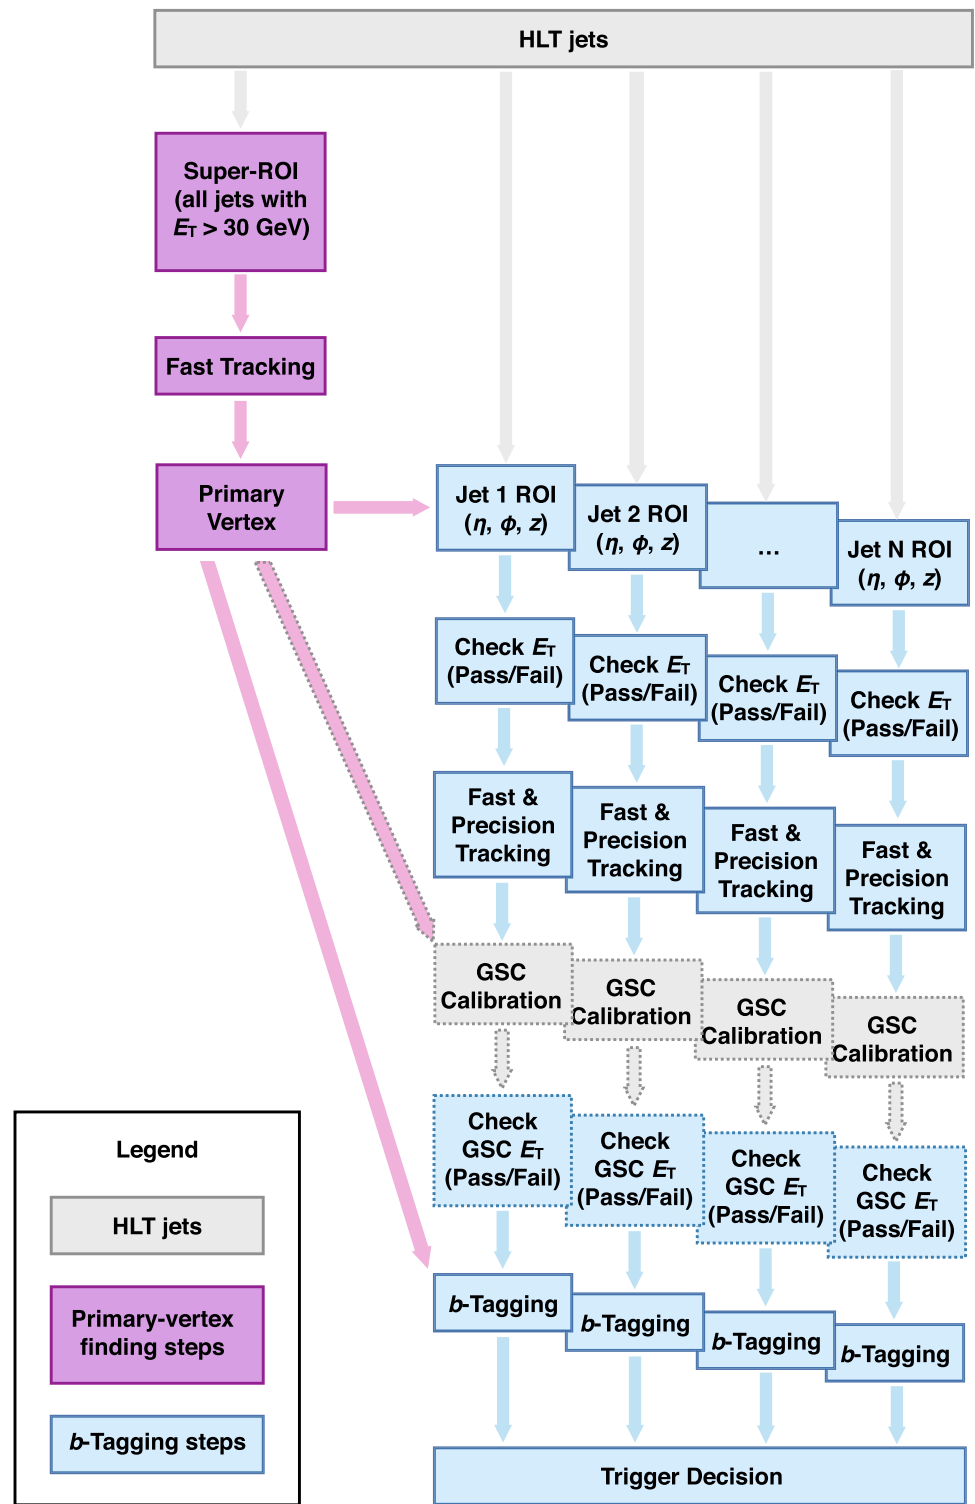 HLT jets
Super-ROI
(all jets with
ET > 30 GeV)
Fast Tracking
Primary
Vertex
Jet 1 ROI
(η, ϕ, z)
Jet 2 ROI
(η, ϕ, z)
...
Jet N ROI
(η, ϕ, z)
Check ET
(Pass/Fail)
Check ET
(Pass/Fail)
Check ET
(Pass/Fail)
Check ET
(Pass/Fail)
Fast &
Precision
Tracking
Fast &
Precision
Tracking
Fast &
Precision
Tracking
Fast &
Precision
Tracking
GSC
Calibration
GSC
Calibration
GSC
Calibration
GSC
Calibration
Check
GSC ET
(Pass/Fail)
Check
GSC ET
(Pass/Fail)
Check
GSC ET
(Pass/Fail)
Check
GSC ET
(Pass/Fail)
b-Tagging
b-Tagging
b-Tagging
b-Tagging
Trigger Decision
Legend
HLT jets
Primary-vertex
finding steps
b-Tagging steps